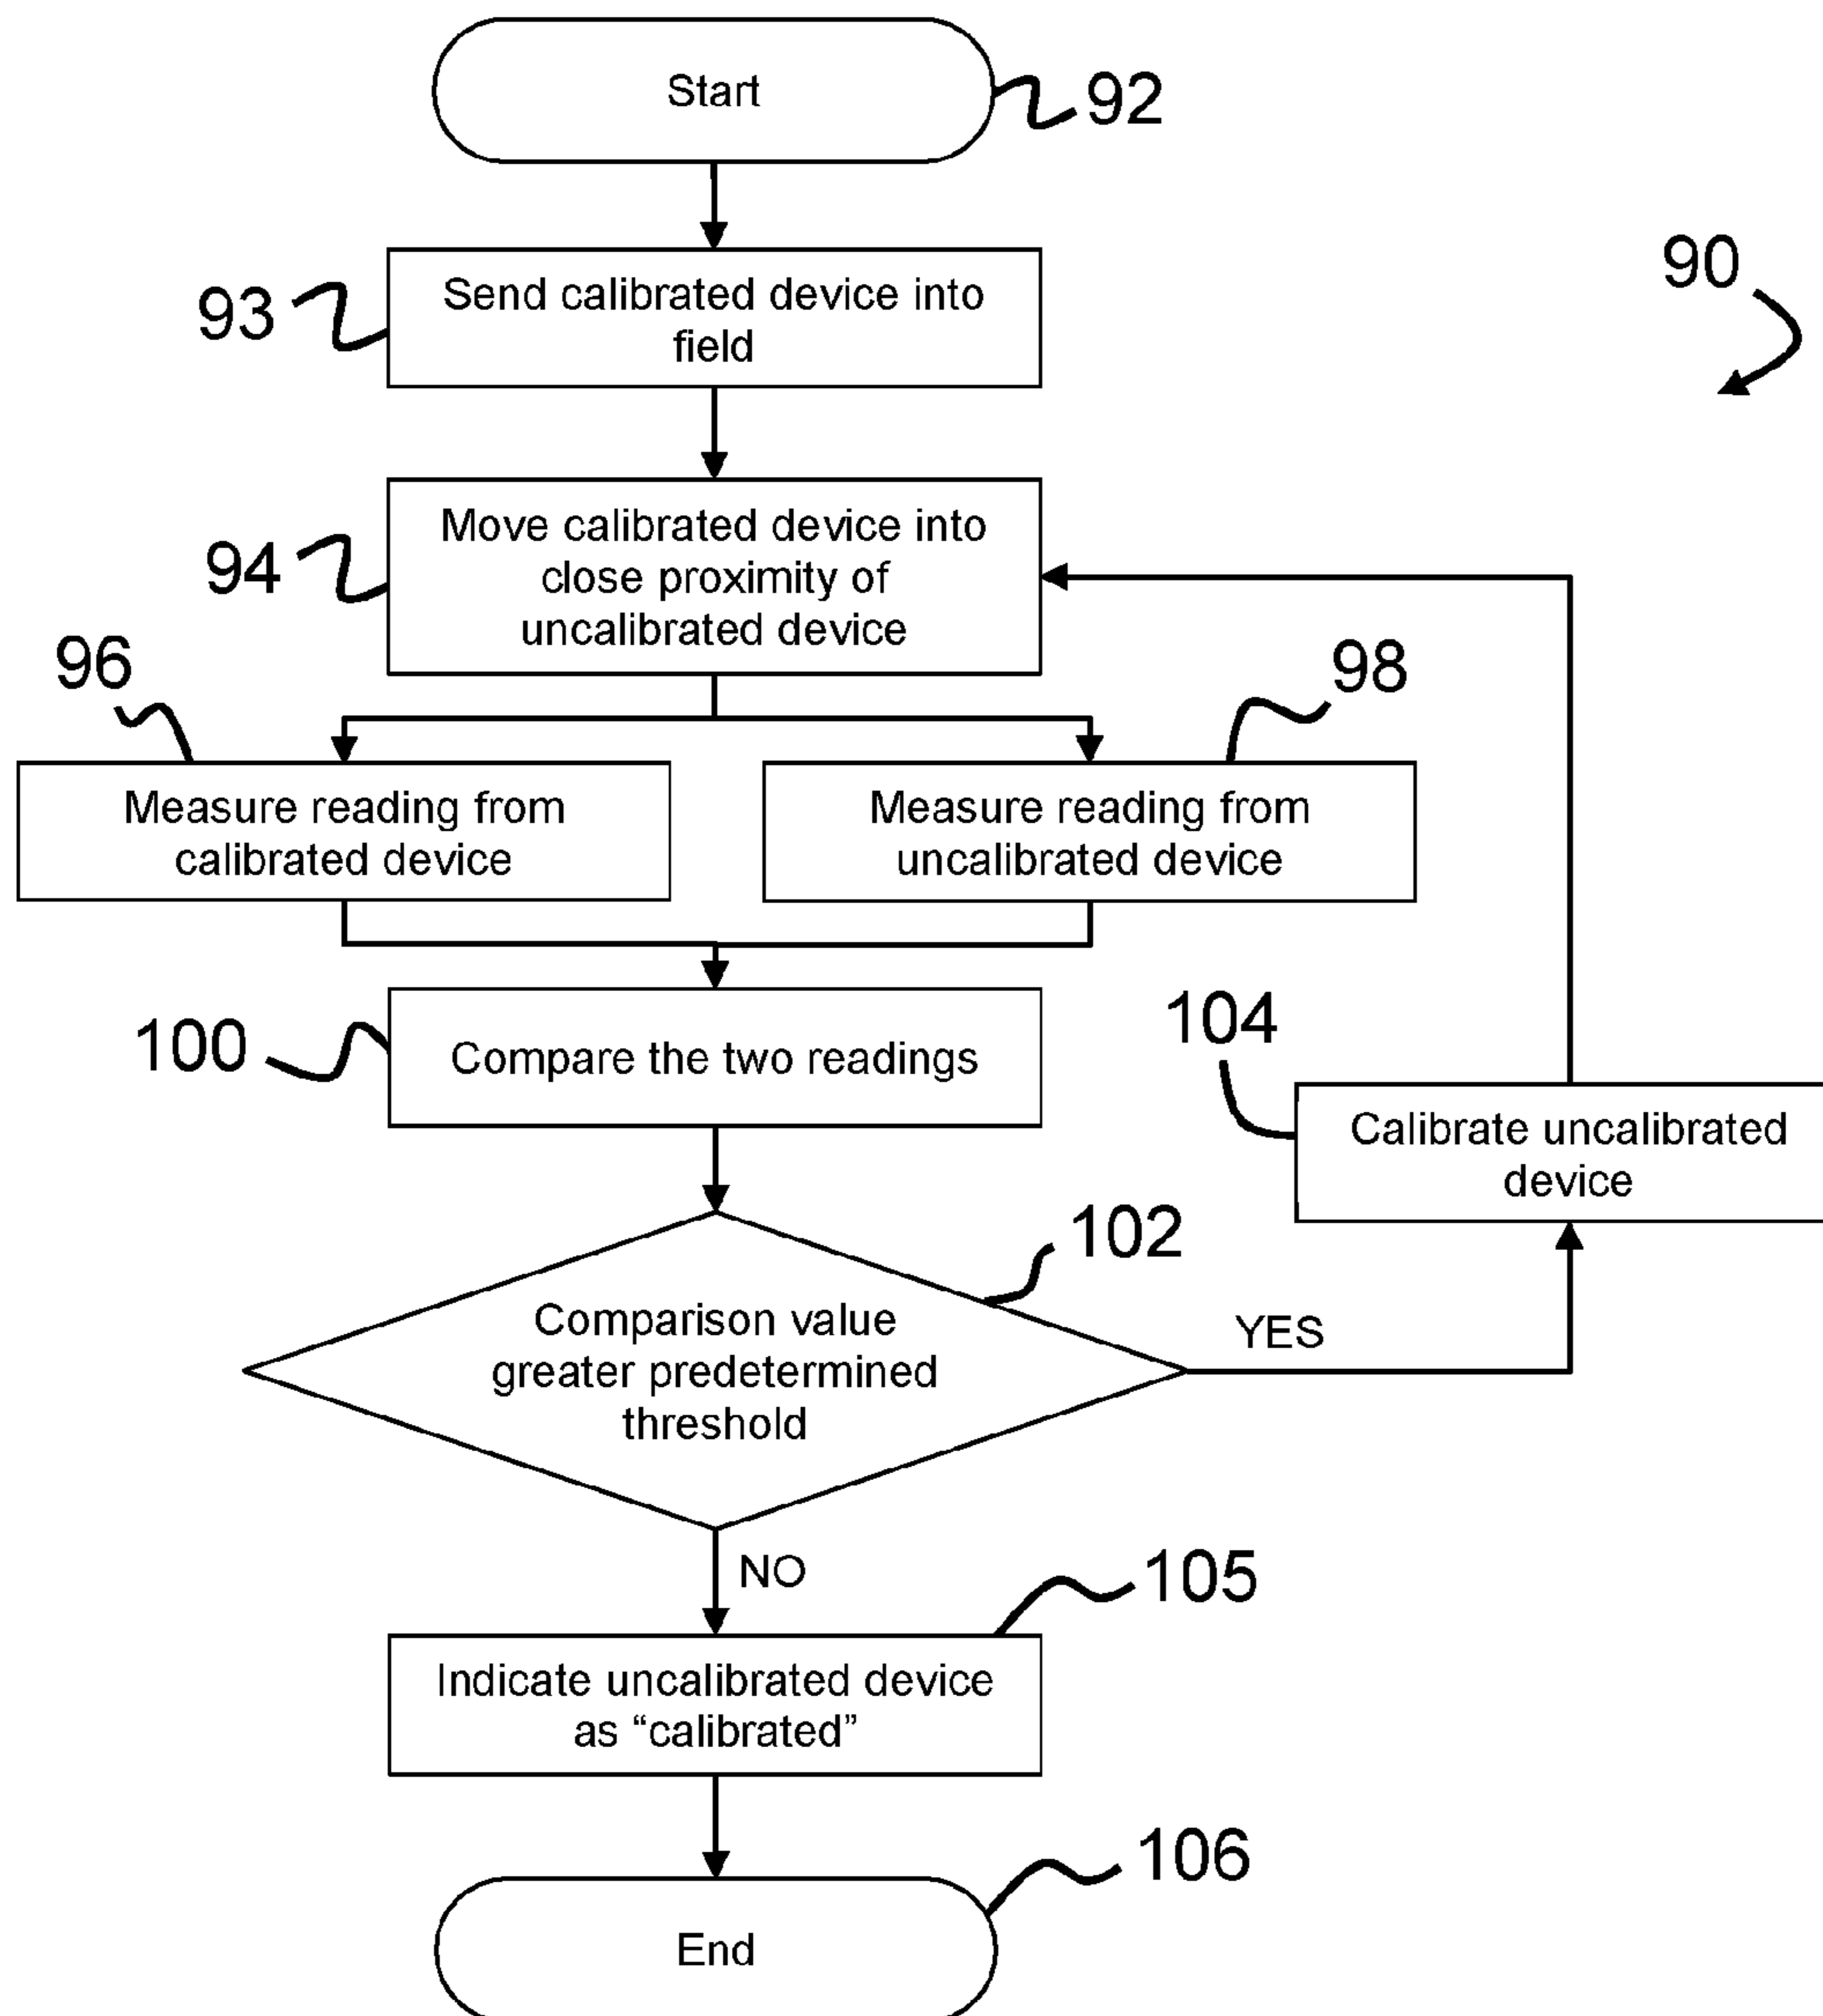 Start
92
90
93
Send calibrated device into
field
94
Move calibrated device into
close proximity of
uncalibrated device
96
98
Measure reading from
calibrated device
Measure reading from
uncalibrated device
100
Compare the two readings
104
Calibrate uncalibrated
device
102
Comparison value
greater predetermined
threshold
YES
NO
105
Indicate uncalibrated device
as “calibrated”
106
End